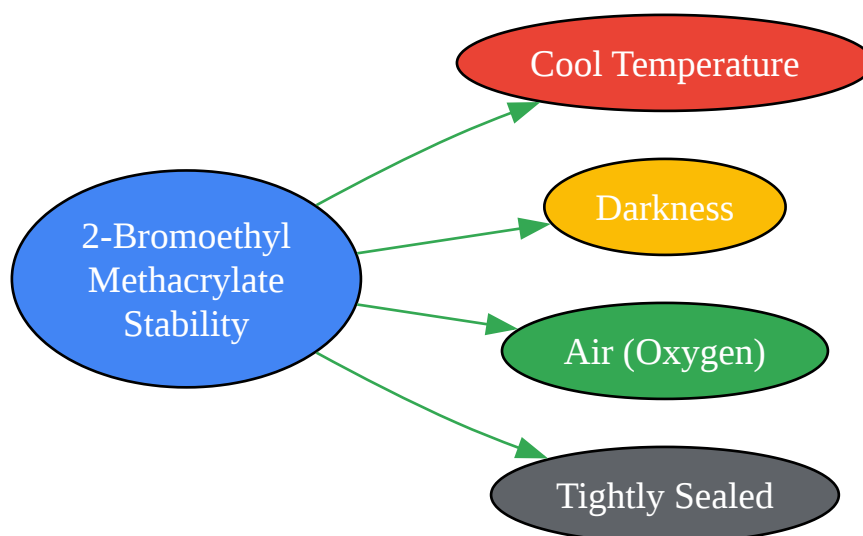 2-Bromoethyl
Methacrylate
Stability
Cool Temperature
Darkness
Air (Oxygen)
Tightly Sealed